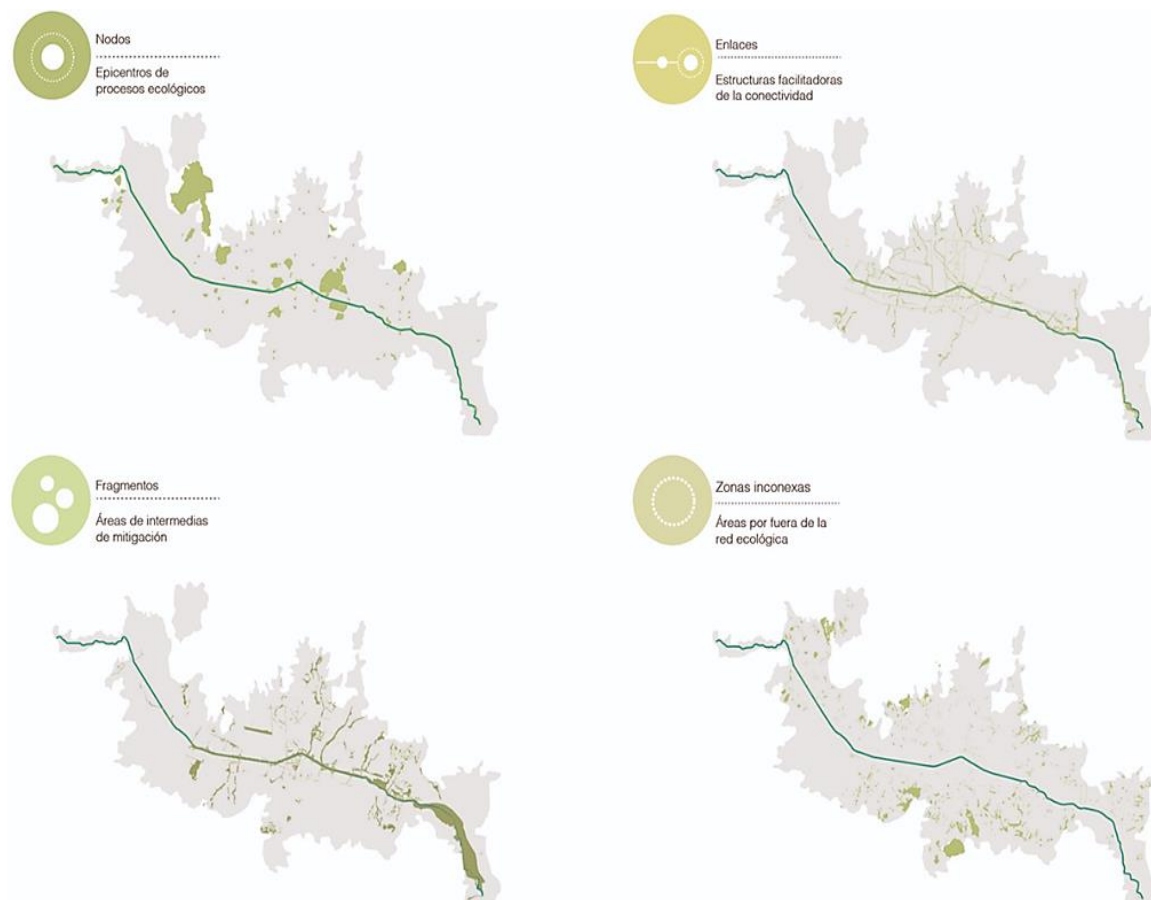 Nodos
Epicentros de
procesos ecológicos
Enlaces
Estructuras facilitadoras
de la conectividad
Fragmentos
Áreas de intermedias
de mitigación
Zonas inconexas
Áreas por fuera de la
red ecológica